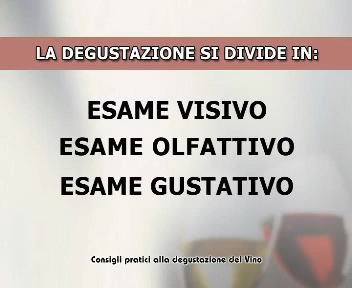 LA DEGUSTAZIONE SI DIVIDE IN:
ESAME VISIVO
ESAME OLFATTIVO
ESAME GUSTATIVO
Consigli pratici alla degustazione del Vino